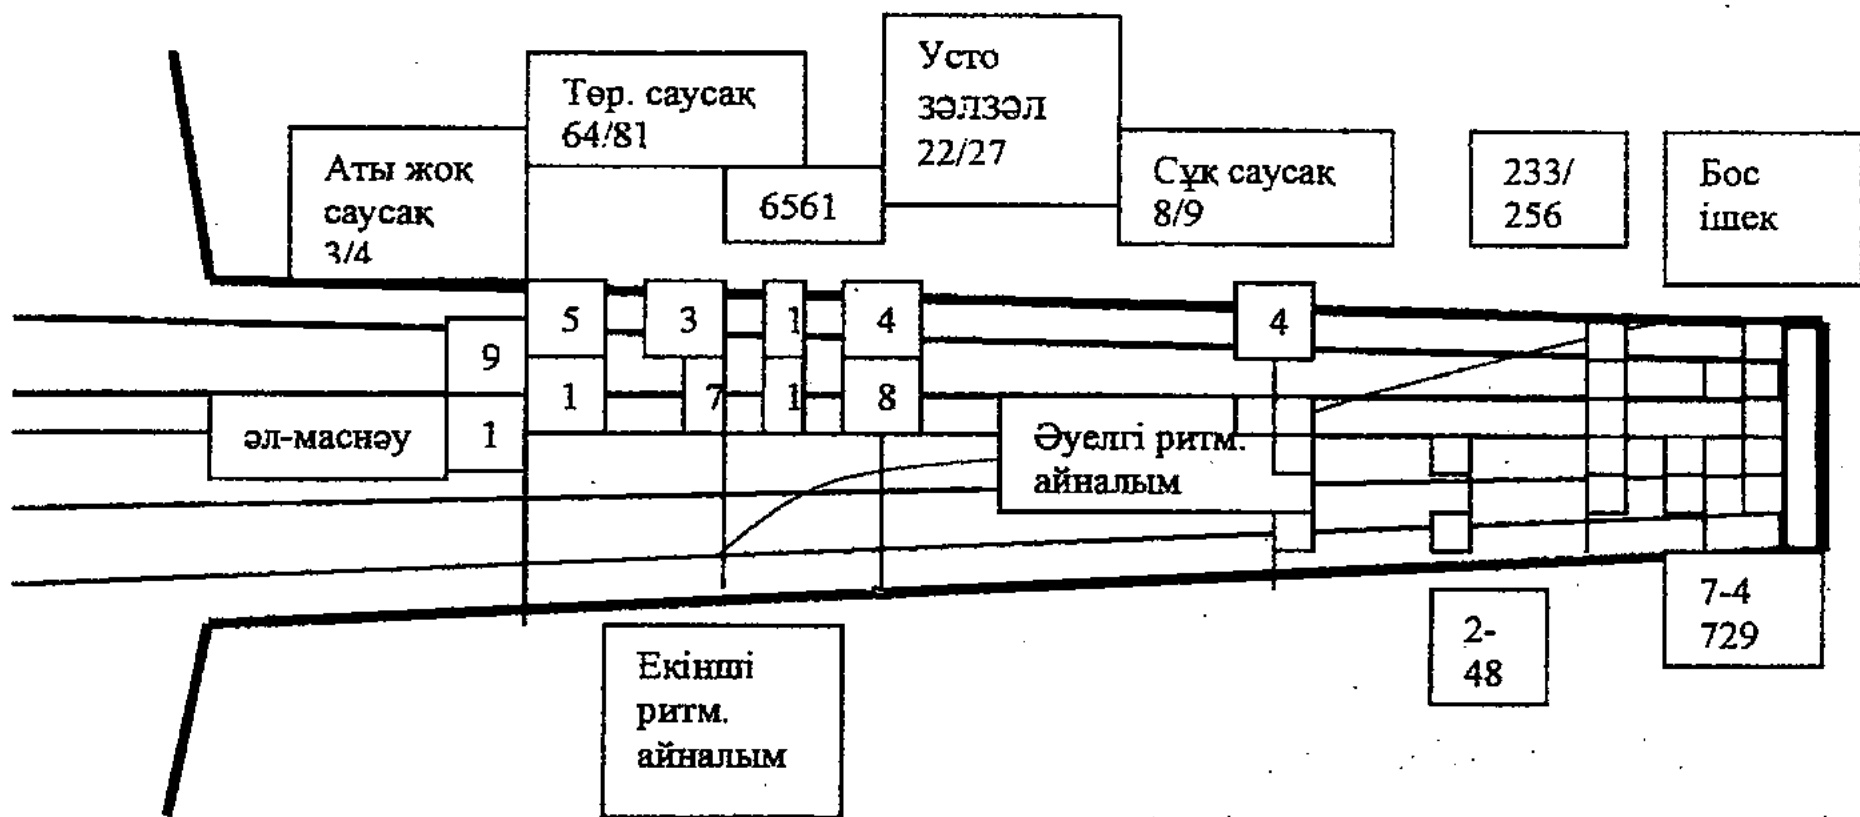 Усто
зәлзәл
22/27
Төр. саусақ
64/81
Аты жоқ
саусақ
3/4
6561
Сұқ саусақ
8/9
233/
256
Бос
ішек
5
3
1
4
4
9
1
7
1
8
әл-маснәу
1
Әуелгі ритм.
айналым
Екінші
ритм.
айналым
2-
48
7-4
729